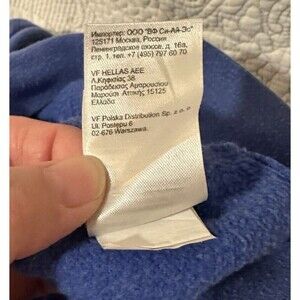 Импортер: ООО "ВФ Си-Ай-Эс"
125171 Москва, Россия
Ленинградское шоссе, д. 16а,
стр. 1, тел. +7 (495) 797 60 70
VF HELLAS AEE
Λ.Κηφισίας 36
Παράδεισος Αμαρουσίου
Μαρούσι Αττικής 15125
Ελλάδα
VF Polska Distribution Sp. z o.o
Ul. Postępu 6
02-676 Warszawa.